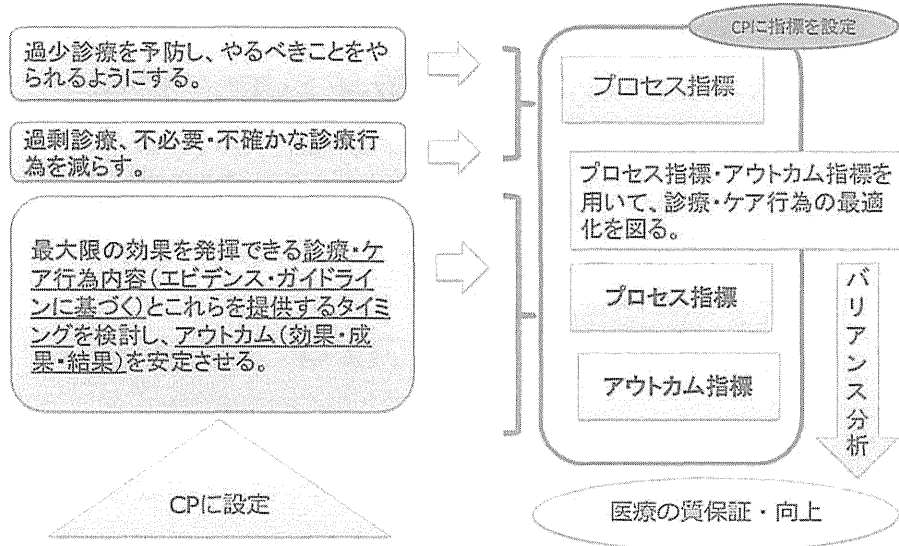 CPに指標を設定
過少診療を予防し、やるべきことをや
られるようにする。
プロセス指標
過剰診療、不必要・不確かな診療行
為を減らす。
プロセス指標・アウトカム指標を
用いて、診療・ケア行為の最適
化を図る。
最大限の効果を発揮できる診療・ケ
ア行為内容(エビデンス・ガイドライ
ンに基づく)とこれらを提供するタイミ
ングを検討し、アウトカム(効果・成
果・結果)を安定させる。
プロセス指標
アウトカム指標
バリアンス分析
CPに設定
医療の質保証・向上